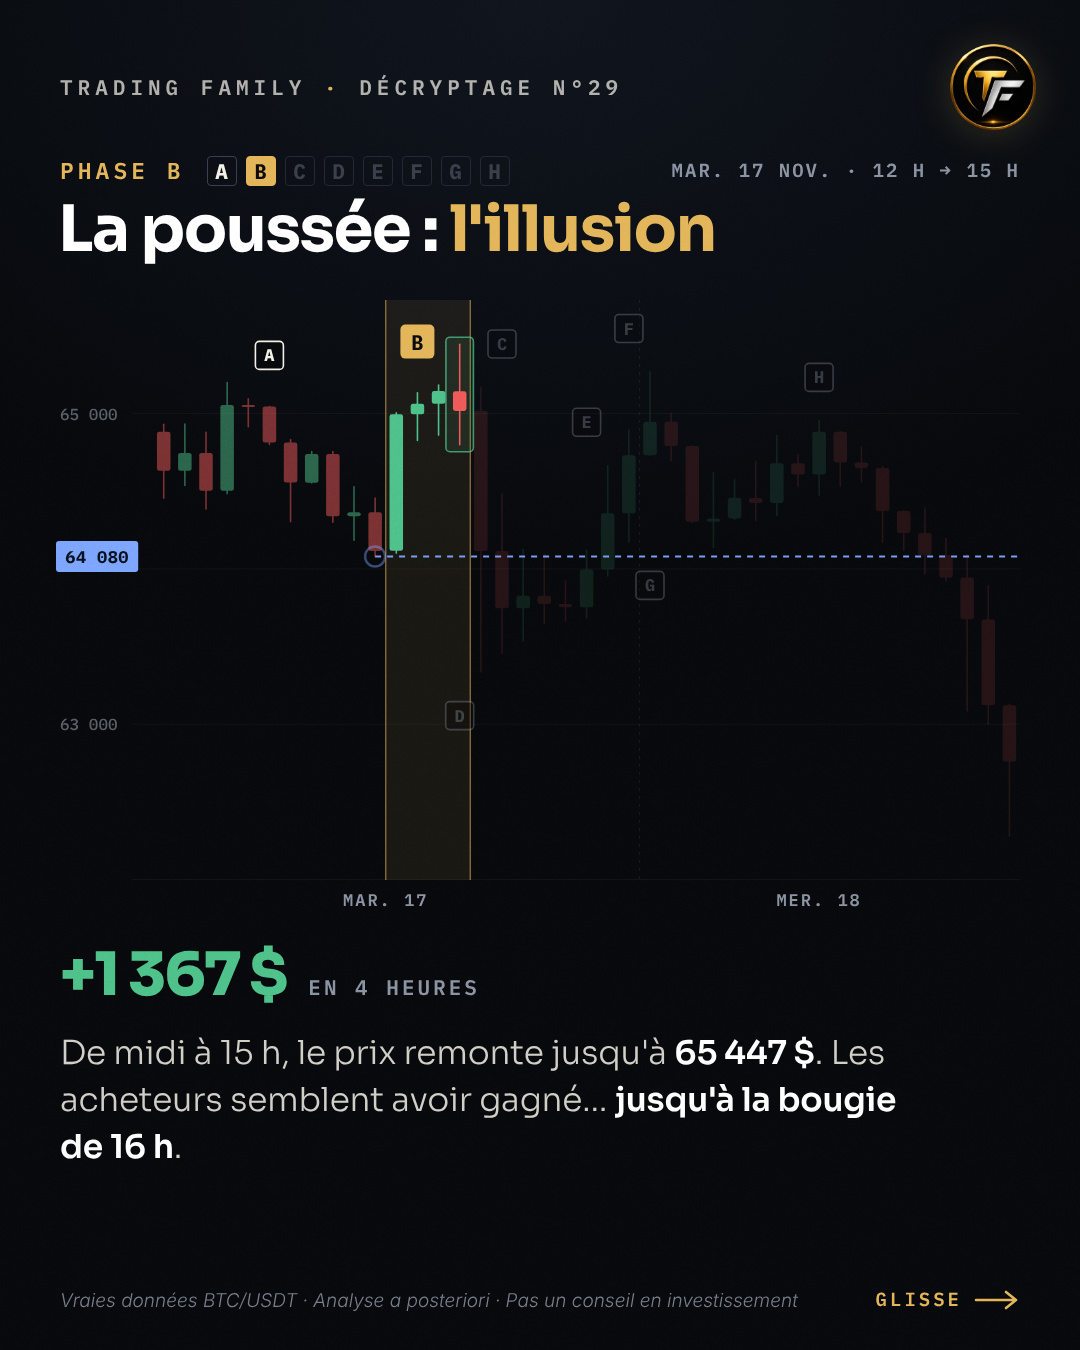 TRADING FAMILY · DÉCRYPTAGE N°29
TF
PHASE B A B C D E F G H
MAR. 17 NOV. · 12 H → 15 H
La poussée : l'illusion
F
B
C
A
H
65 000
E
64 080
G
D
63 000
MAR. 17
MER. 18
+1 367 $ EN 4 HEURES
De midi à 15 h, le prix remonte jusqu'à 65 447 $. Les
acheteurs semblent avoir gagné... jusqu'à la bougie
de 16 h.
Vraies données BTC/USDT · Analyse a posteriori · Pas un conseil en investissement
GLISSE →